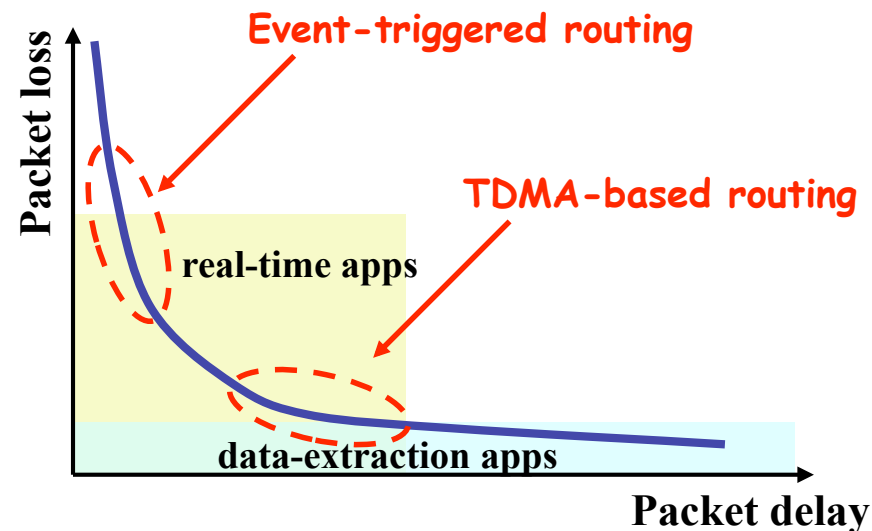 Event-triggered routing
Packet loss
TDMA-based routing
real-time apps
data-extraction apps
Packet delay